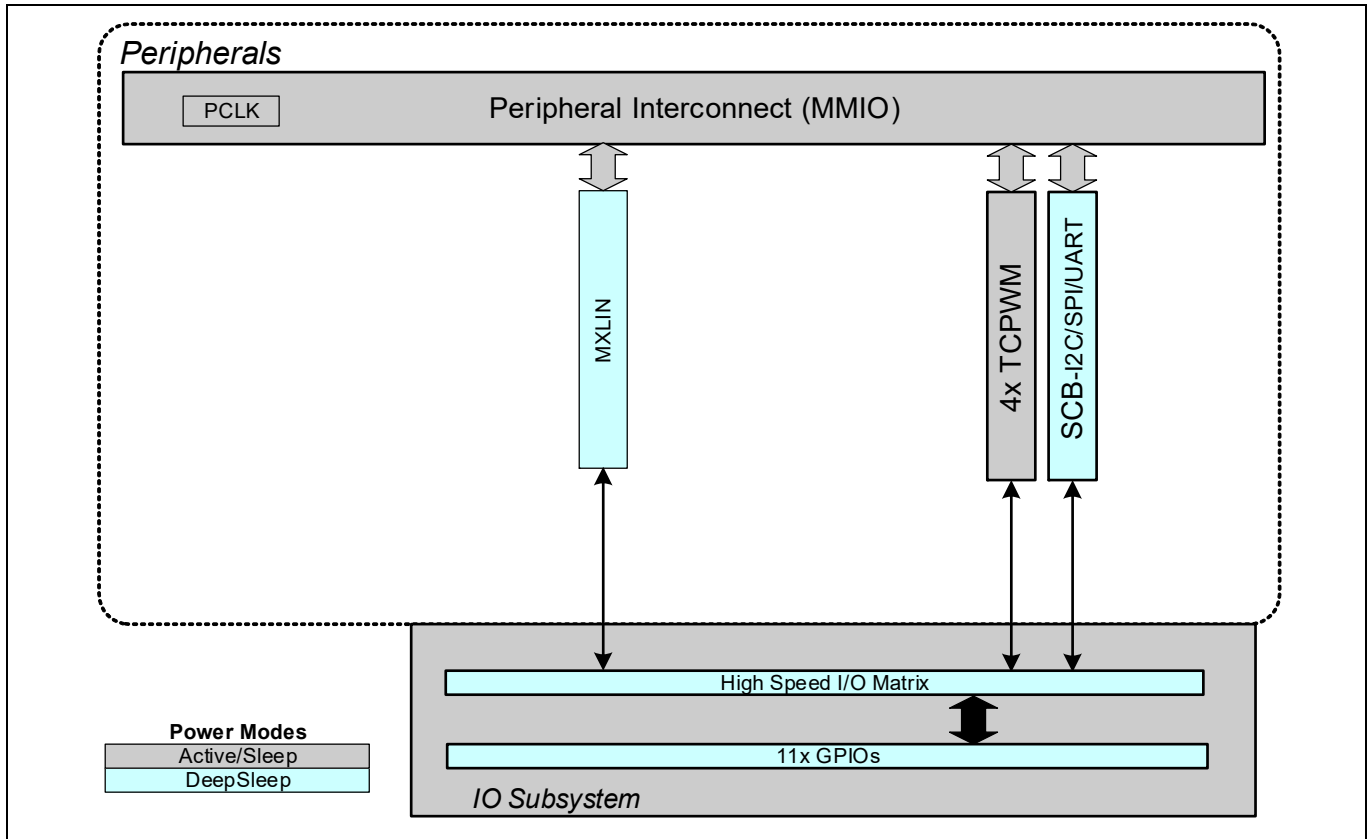 Peripherals
PCLK
Peripheral Interconnect (MMIO)
MXLIN
4x TCPWM
SCB-I2C/SPI/UART
High Speed I/O Matrix
11x GPIOs
IO Subsystem
Power Modes
Active/Sleep
DeepSleep